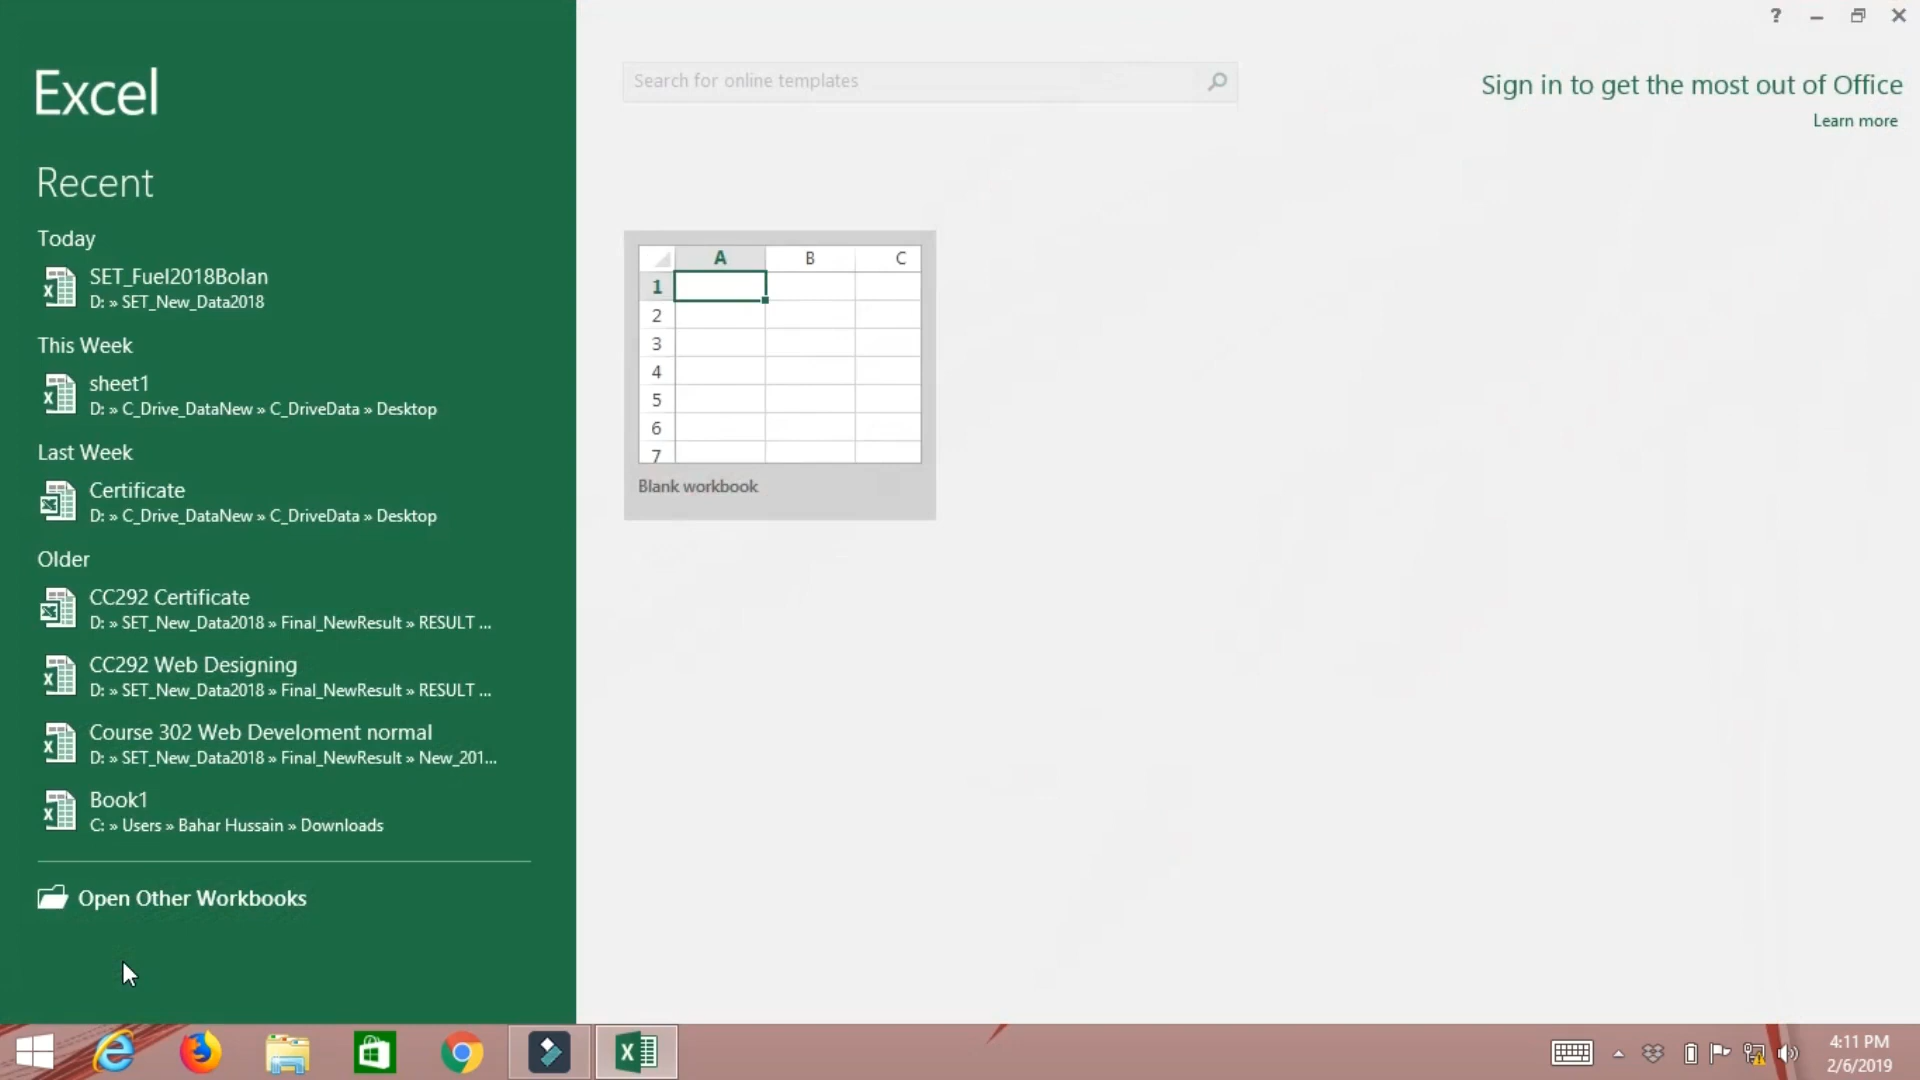 ?
Excel
Search for online templates
Sign in to get the most out of Office
Learn more
Recent
Today
SET_Fuel2018Bolan
D: » SET_New_Data2018
This Week
sheet1
D: » C_Drive_DataNew » C_DriveData » Desktop
Last Week
Certificate
D: » C_Drive_DataNew » C_DriveData » Desktop
Older
CC292 Certificate
D: » SET_New_Data2018 » Final_NewResult » RESULT ...
CC292 Web Designing
D: » SET_New_Data2018 » Final_NewResult » RESULT ...
Course 302 Web Develoment normal
D: » SET_New_Data2018 » Final_NewResult » New_201...
Book1
C: » Users » Bahar Hussain » Downloads
Open Other Workbooks
A B C
1
2
3
4
5
6
7
Blank workbook
4:11 PM
2/6/2019